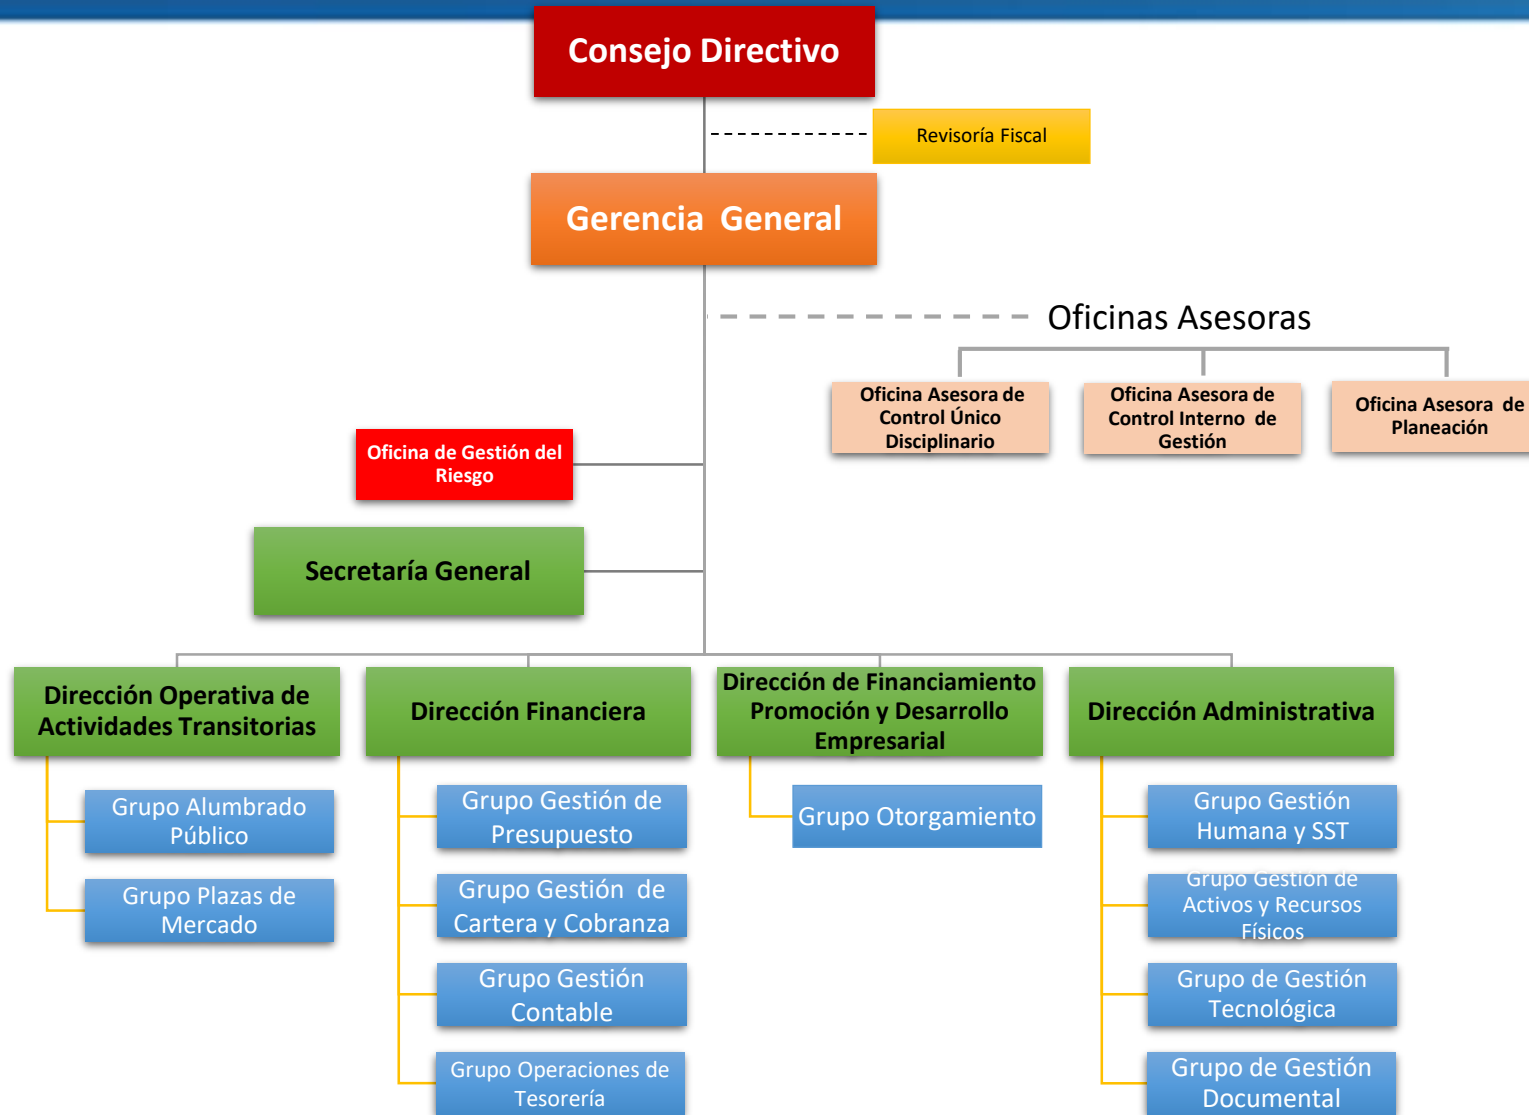 Consejo Directivo
Revisoría Fiscal
Gerencia  General
Oficinas Asesoras
Oficina Asesora de
Control Único
Disciplinario
Oficina Asesora de
Control Interno  de
Gestión
Oficina Asesora  de
Planeación
Oficina de Gestión del
Riesgo
Secretaría General
Dirección Operativa de
Actividades Transitorias
Grupo Alumbrado
Público
Grupo Plazas de
Mercado
Dirección Financiera
Grupo Gestión de
Presupuesto
Grupo Gestión  de
Cartera y Cobranza
Grupo Gestión
Contable
Grupo Operaciones de
Tesorería
Dirección de Financiamiento
Promoción y Desarrollo
Empresarial
Grupo Otorgamiento
Dirección Administrativa
Grupo Gestión
Humana y SST
Grupo Gestión de
Activos y Recursos
Físicos
Grupo de Gestión
Tecnológica
Grupo de Gestión
Documental